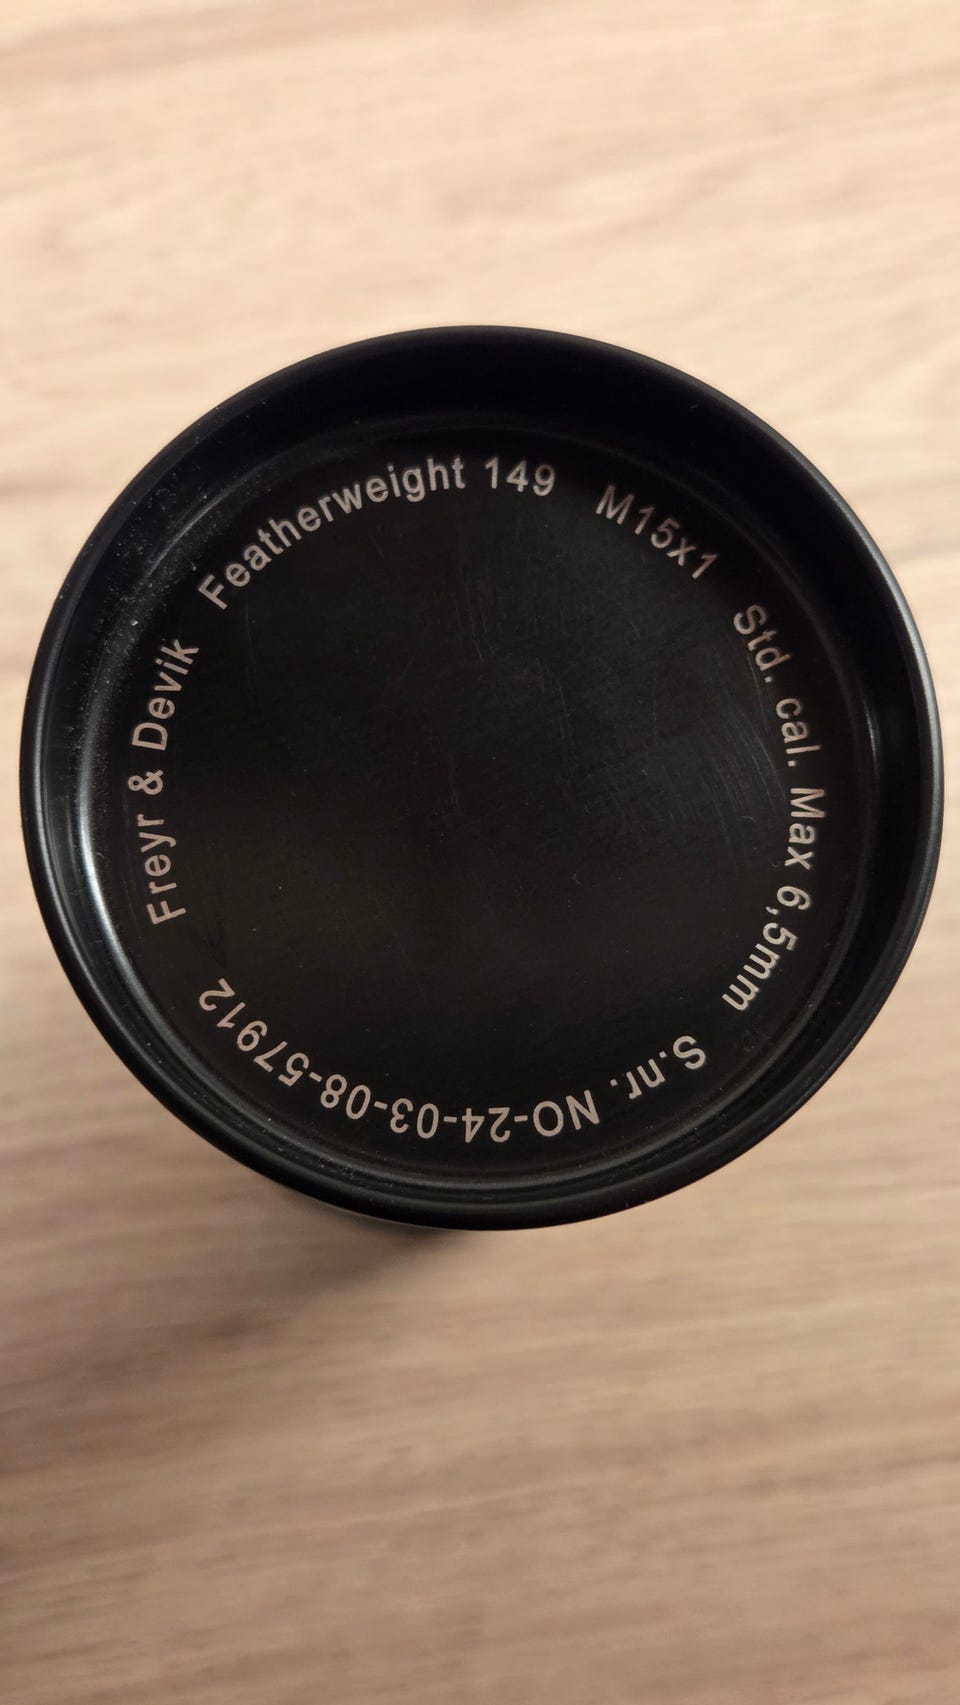 Freyr & Devik Featherweight 149 M15x1 Std. cal. Max 6,5mm S.nr. NO-24-03-08-57912